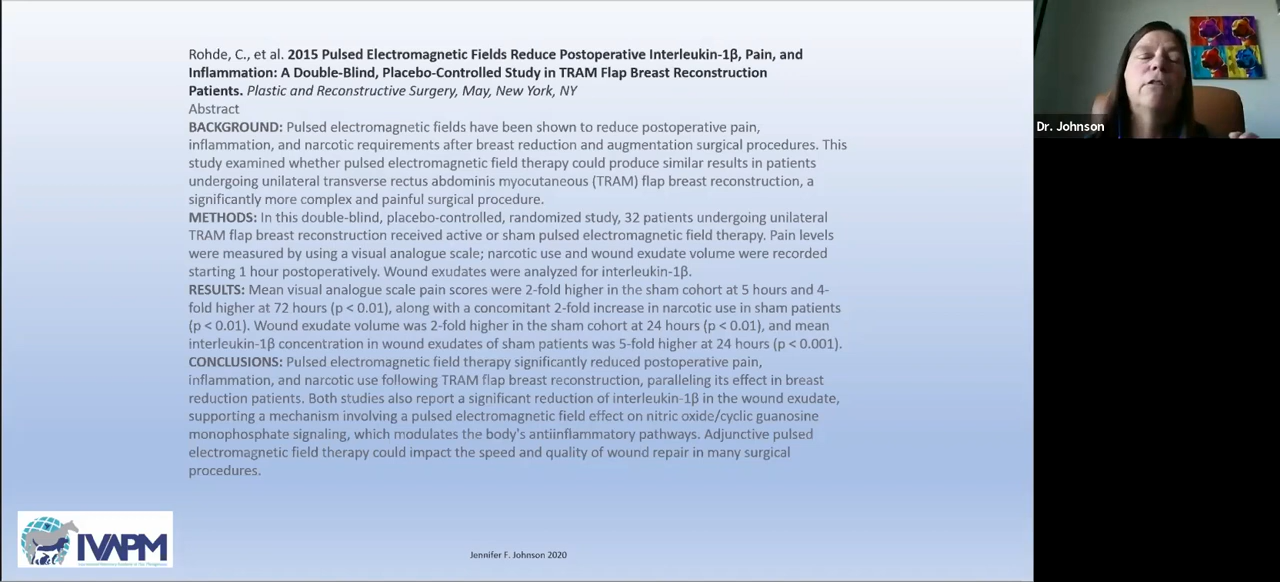 Rohde, C., et al. 2015 Pulsed Electromagnetic Fields Reduce Postoperative Interleukin-1β, Pain, and
Inflammation: A Double-Blind, Placebo-Controlled Study in TRAM Flap Breast Reconstruction
Patients. Plastic and Reconstructive Surgery, May, New York, NY
Abstract
BACKGROUND: Pulsed electromagnetic fields have been shown to reduce postoperative pain,
inflammation, and narcotic requirements after breast reduction and augmentation surgical procedures. This
study examined whether pulsed electromagnetic field therapy could produce similar results in patients
undergoing unilateral transverse rectus abdominis myocutaneous (TRAM) flap breast reconstruction, a
significantly more complex and painful surgical procedure.
METHODS: In this double-blind, placebo-controlled, randomized study, 32 patients undergoing unilateral
TRAM flap breast reconstruction received active or sham pulsed electromagnetic field therapy. Pain levels
were measured by using a visual analogue scale; narcotic use and wound exudate volume were recorded
starting 1 hour postoperatively. Wound exudates were analyzed for interleukin-1β.
RESULTS: Mean visual analogue scale pain scores were 2-fold higher in the sham cohort at 5 hours and 4-
fold higher at 72 hours (p < 0.01), along with a concomitant 2-fold increase in narcotic use in sham patients
(p < 0.01). Wound exudate volume was 2-fold higher in the sham cohort at 24 hours (p < 0.01), and mean
interleukin-1β concentration in wound exudates of sham patients was 5-fold higher at 24 hours (p < 0.001).
CONCLUSIONS: Pulsed electromagnetic field therapy significantly reduced postoperative pain,
inflammation, and narcotic use following TRAM flap breast reconstruction, paralleling its effect in breast
reduction patients. Both studies also report a significant reduction of interleukin-1β in the wound exudate,
supporting a mechanism involving a pulsed electromagnetic field effect on nitric oxide/cyclic guanosine
monophosphate signaling, which modulates the body's antiinflammatory pathways. Adjunctive pulsed
electromagnetic field therapy could impact the speed and quality of wound repair in many surgical
procedures.
IVAPM
Jennifer F. Johnson 2020
Dr. Johnson